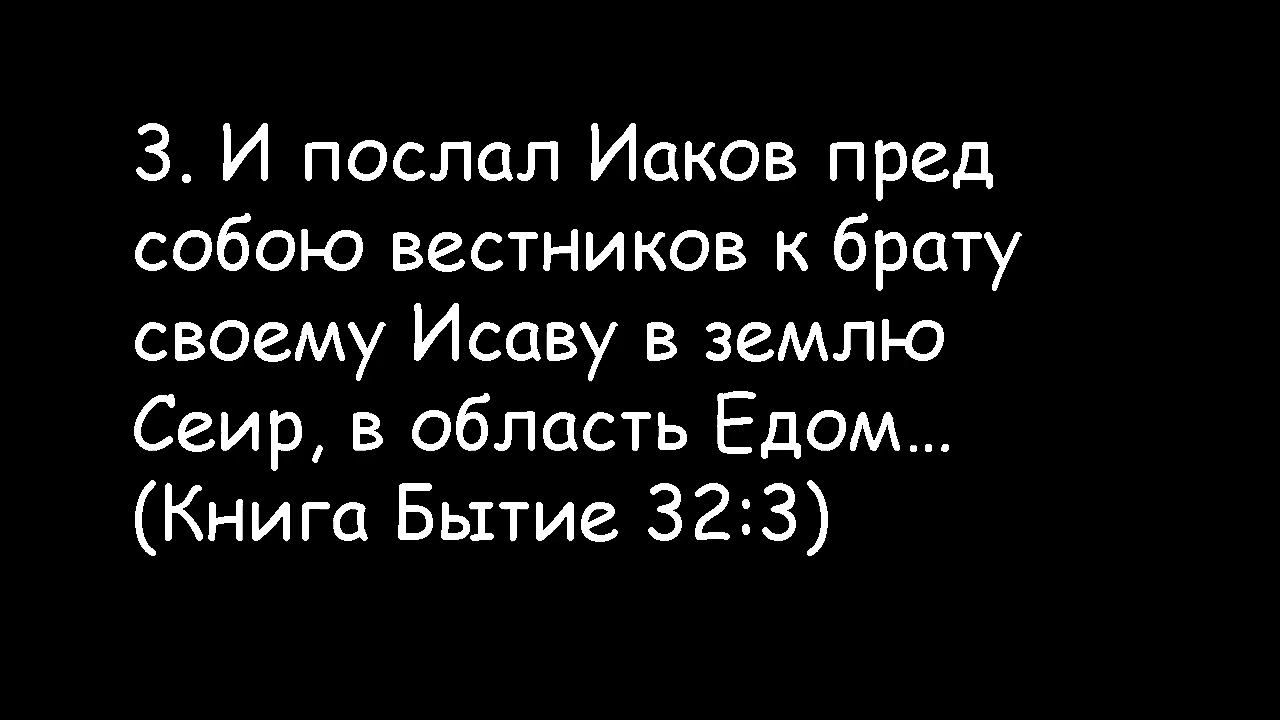 3. И послал Иаков пред
собою вестников к брату
своему Исаву в землю
Сеир, в область Едом...
(Книга Бытие 32:3)